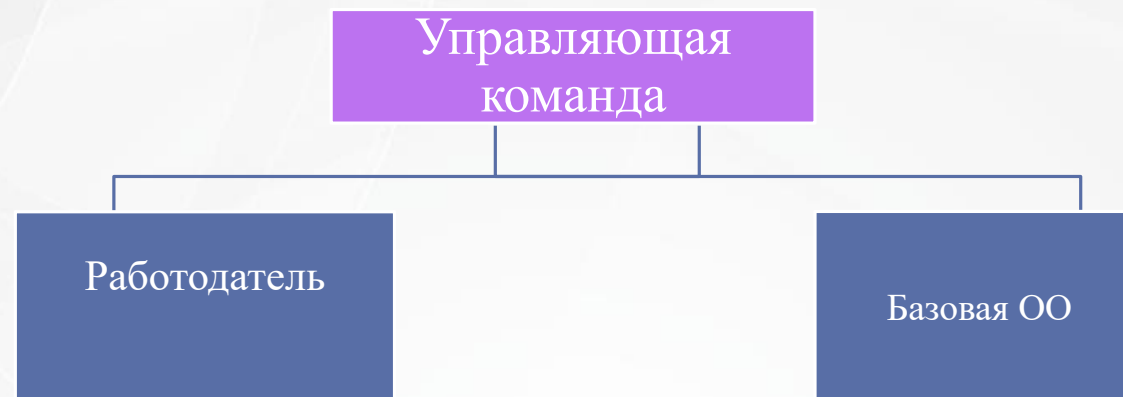 Управляющая
команда
Работодатель
Базовая ОО